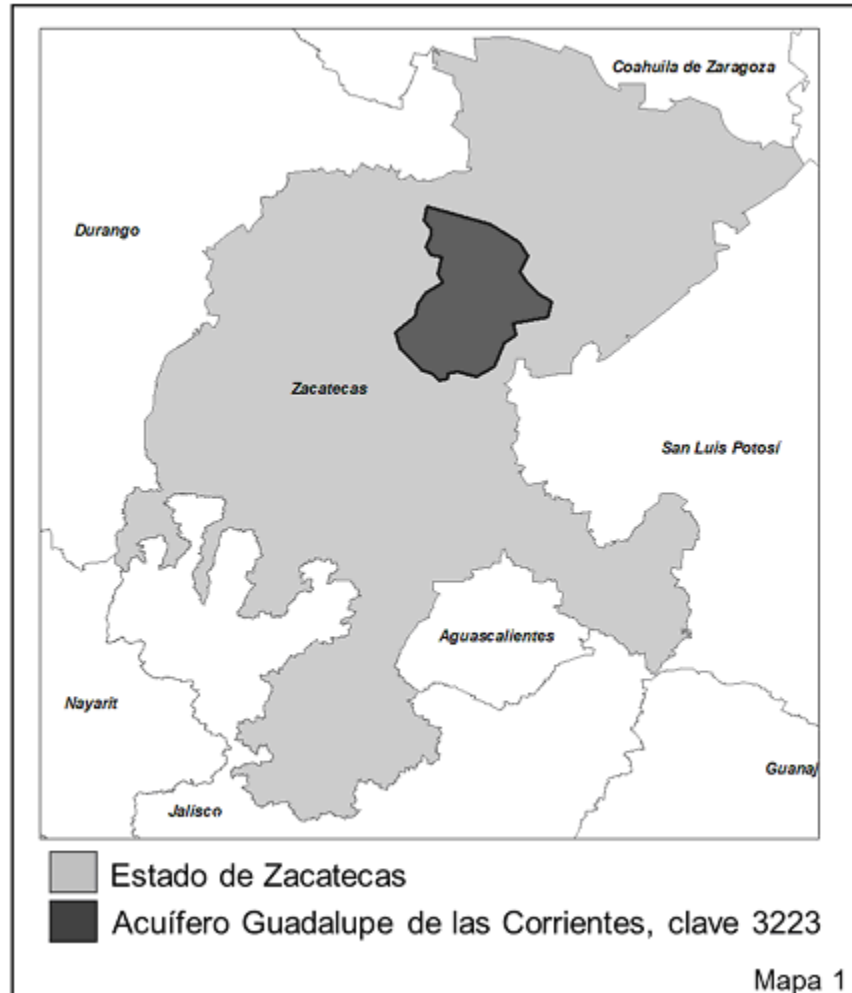 Coahuila de Zaragoza
Durango
Zacatecas
San Luis Potosí
Aguascalientes
Nayarit
Guanaj
Jalisco
Estado de Zacatecas
Acuífero Guadalupe de las Corrientes, clave 3223
Mapa 1